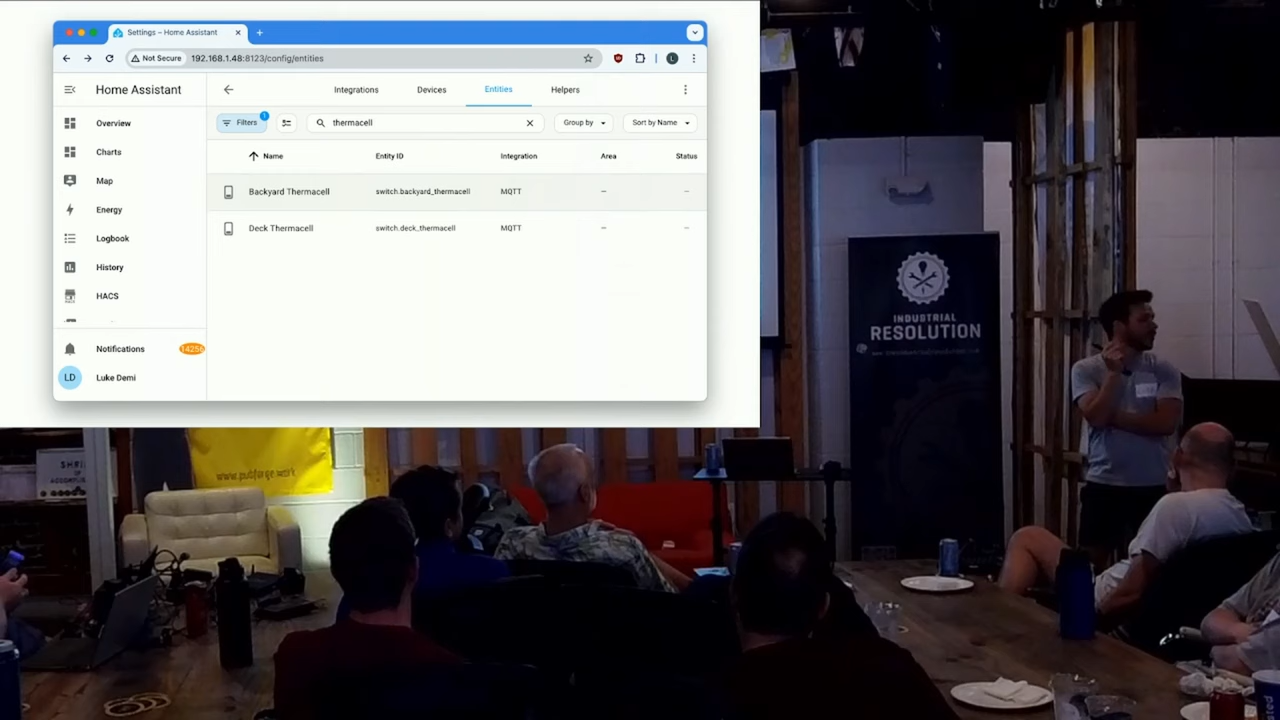 Settings – Home Assistant
Not Secure 192.168.1.48:8123/config/entities
Home Assistant
Integrations Devices Entities Helpers
Overview
Charts
Map
Energy
Logbook
History
HACS
Notifications 14256
LD Luke Demi
Filters 1 thermacell Group by Sort by Name
Name Entity ID Integration Area Status
Backyard Thermacell switch.backyard_thermacell MQTT — —
Deck Thermacell switch.deck_thermacell MQTT — —
INDUSTRIAL
RESOLUTION
www.pubforge.work
OF